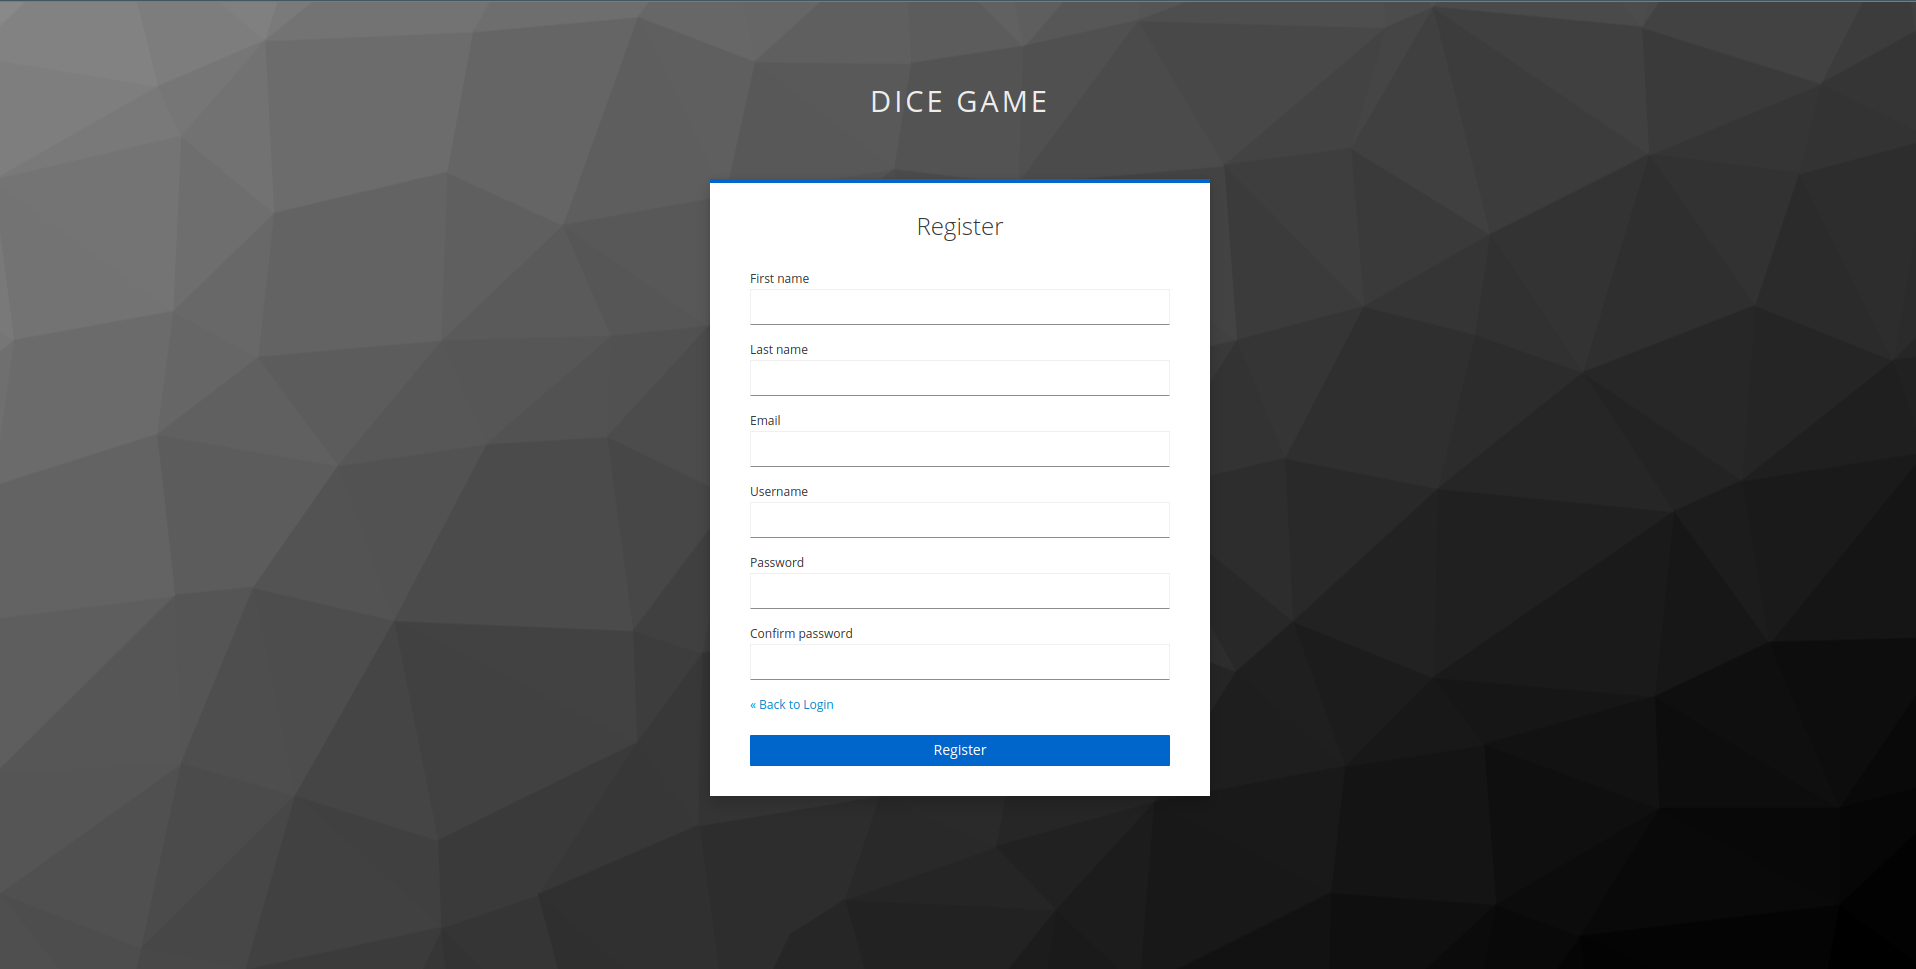 DICE GAME
Register
First name
Last name
Email
Username
Password
Confirm password
« Back to Login
Register